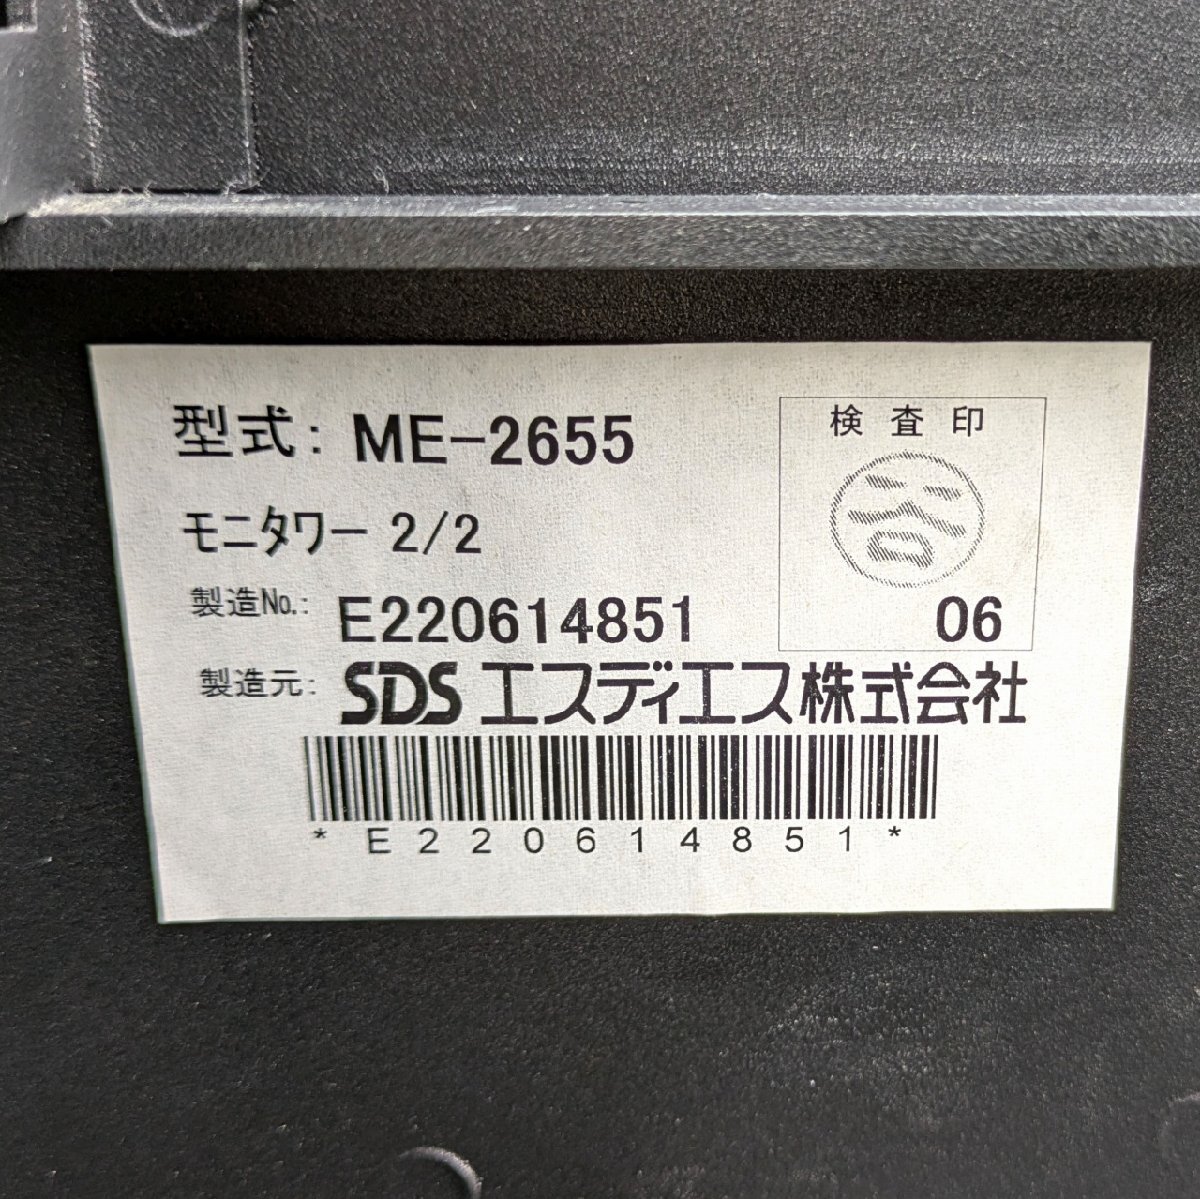 型式: ME-2655
モニタワー 2/2
製造No.: E220614851
製造元: SDS エスディエス株式会社
*E220614851*
検査印
谷
06